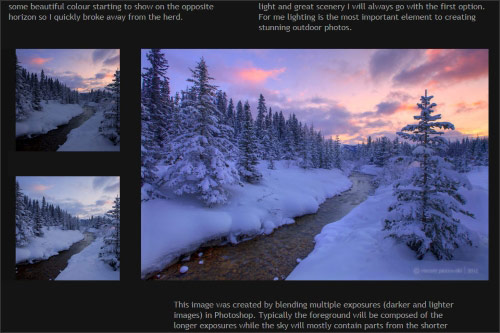 some beautiful colour starting to show on the opposite
horizon so I quickly broke away from the herd.
light and great scenery I will always go with the first option.
For me lighting is the most important element to creating
stunning outdoor photos.
This image was created by blending multiple exposures (darker and lighter
images) in Photoshop. Typically the foreground will be composed of the
longer exposures while the sky will mostly contain parts from the shorter